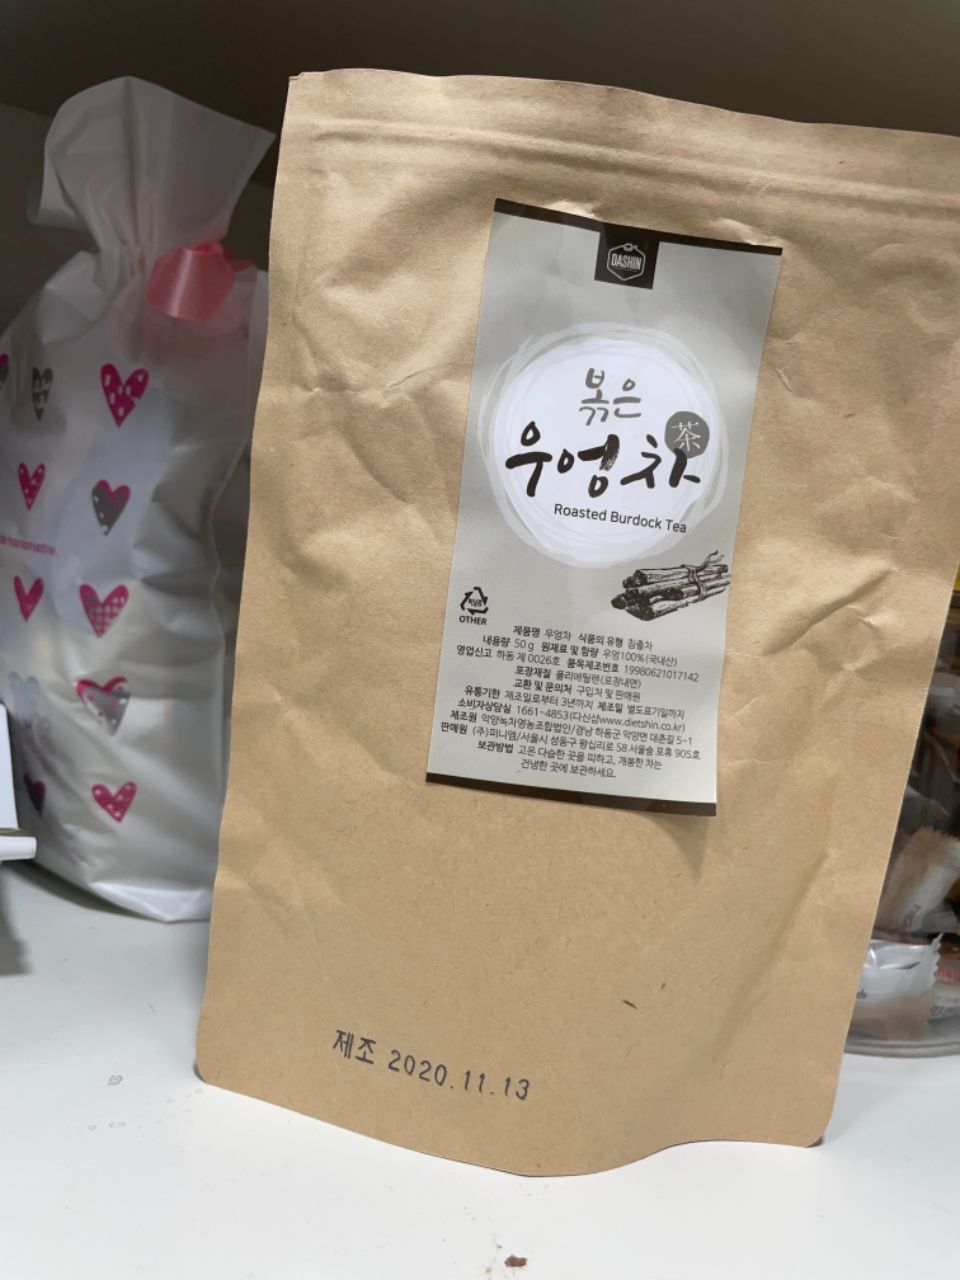 DASHIN
볶은
우엉차
茶
Roasted Burdock Tea
OTHER
제품명 우엉차 식품의 유형 침출차
내용량 50g 원재료 및 함량 우엉100%(국내산)
영업신고 하동 제 0026호 품목제조번호 19980621017142
포장재질 폴리에틸렌(포장내면)
교환 및 문의처 구입처 및 판매원
유통기한 제조일로부터 3년까지 제조일 별도표기일까지
소비자상담실 1661-4853(다신샵www.dietshin.co.kr)
제조원 악양녹차영농조합법인/경남 하동군 악양면 대촌길 5-1
판매원 (주)피니엠/서울시 성동구 왕십리로 58 서울숲 포휴 905호
보관방법 고온 다습한 곳을 피하고, 개봉한 차는
건냉한 곳에 보관하세요.
제조 2020.11.13